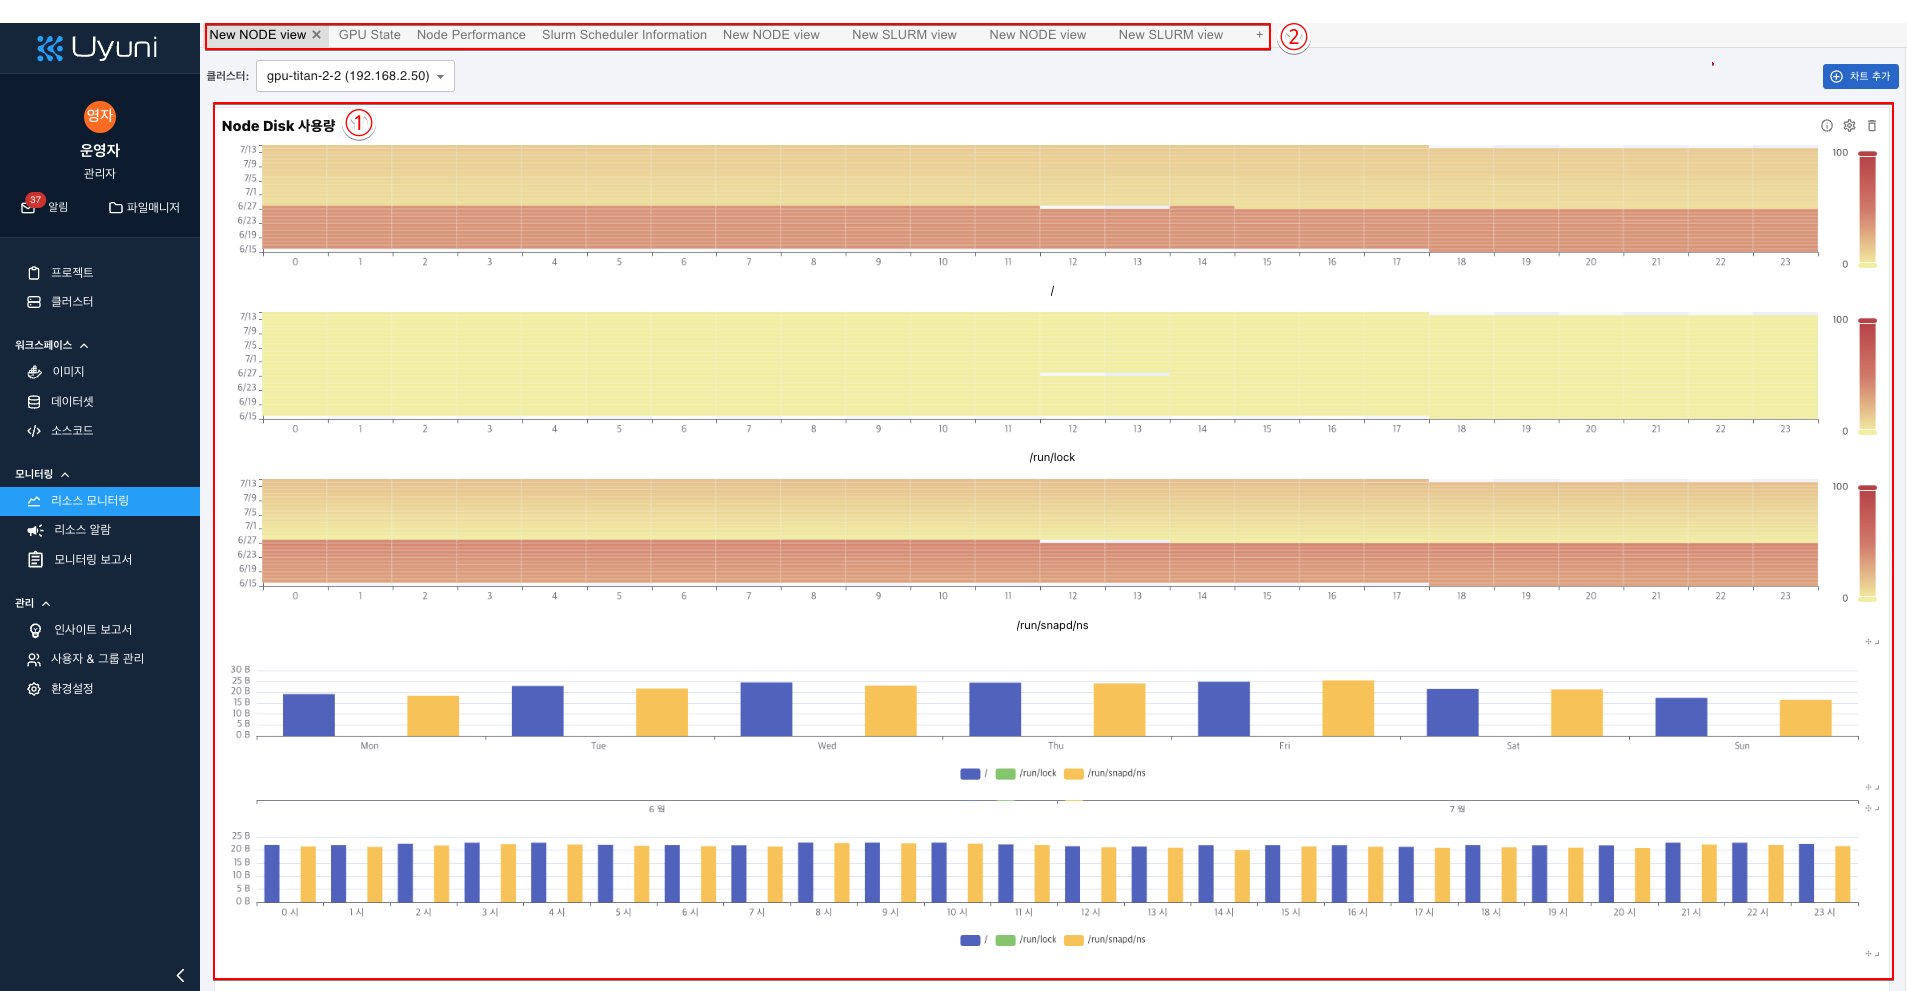 Uyuni
New NODE view ✕ GPU State Node Performance Slurm Scheduler Information New NODE view New SLURM view New NODE view New SLURM view +
②
클러스터: gpu-titan-2-2 (192.168.2.50)
차트 추가
영자
운영자
관리자
37 알림 파일매니저
프로젝트
클러스터
워크스페이스
이미지
데이터셋
소스코드
모니터링
리소스 모니터링
리소스 알람
모니터링 보고서
관리
인사이트 보고서
사용자 & 그룹 관리
환경설정
Node Disk 사용량 ①
7/13
7/9
7/5
7/1
6/27
6/23
6/19
6/15
100
0
0 1 2 3 4 5 6 7 8 9 10 11 12 13 14 15 16 17 18 19 20 21 22 23
/
7/13
7/9
7/5
7/1
6/27
6/23
6/19
6/15
100
0
0 1 2 3 4 5 6 7 8 9 10 11 12 13 14 15 16 17 18 19 20 21 22 23
/run/lock
7/13
7/9
7/5
7/1
6/27
6/23
6/19
6/15
100
0
0 1 2 3 4 5 6 7 8 9 10 11 12 13 14 15 16 17 18 19 20 21 22 23
/run/snapd/ns
30 B
25 B
20 B
15 B
10 B
5 B
0 B
Mon Tue Wed Thu Fri Sat Sun
/ /run/lock /run/snapd/ns
6 월 7 월
25 B
20 B
15 B
10 B
5 B
0 B
0 시 1 시 2 시 3 시 4 시 5 시 6 시 7 시 8 시 9 시 10 시 11 시 12 시 13 시 14 시 15 시 16 시 17 시 18 시 19 시 20 시 21 시 22 시 23 시
/ /run/lock /run/snapd/ns